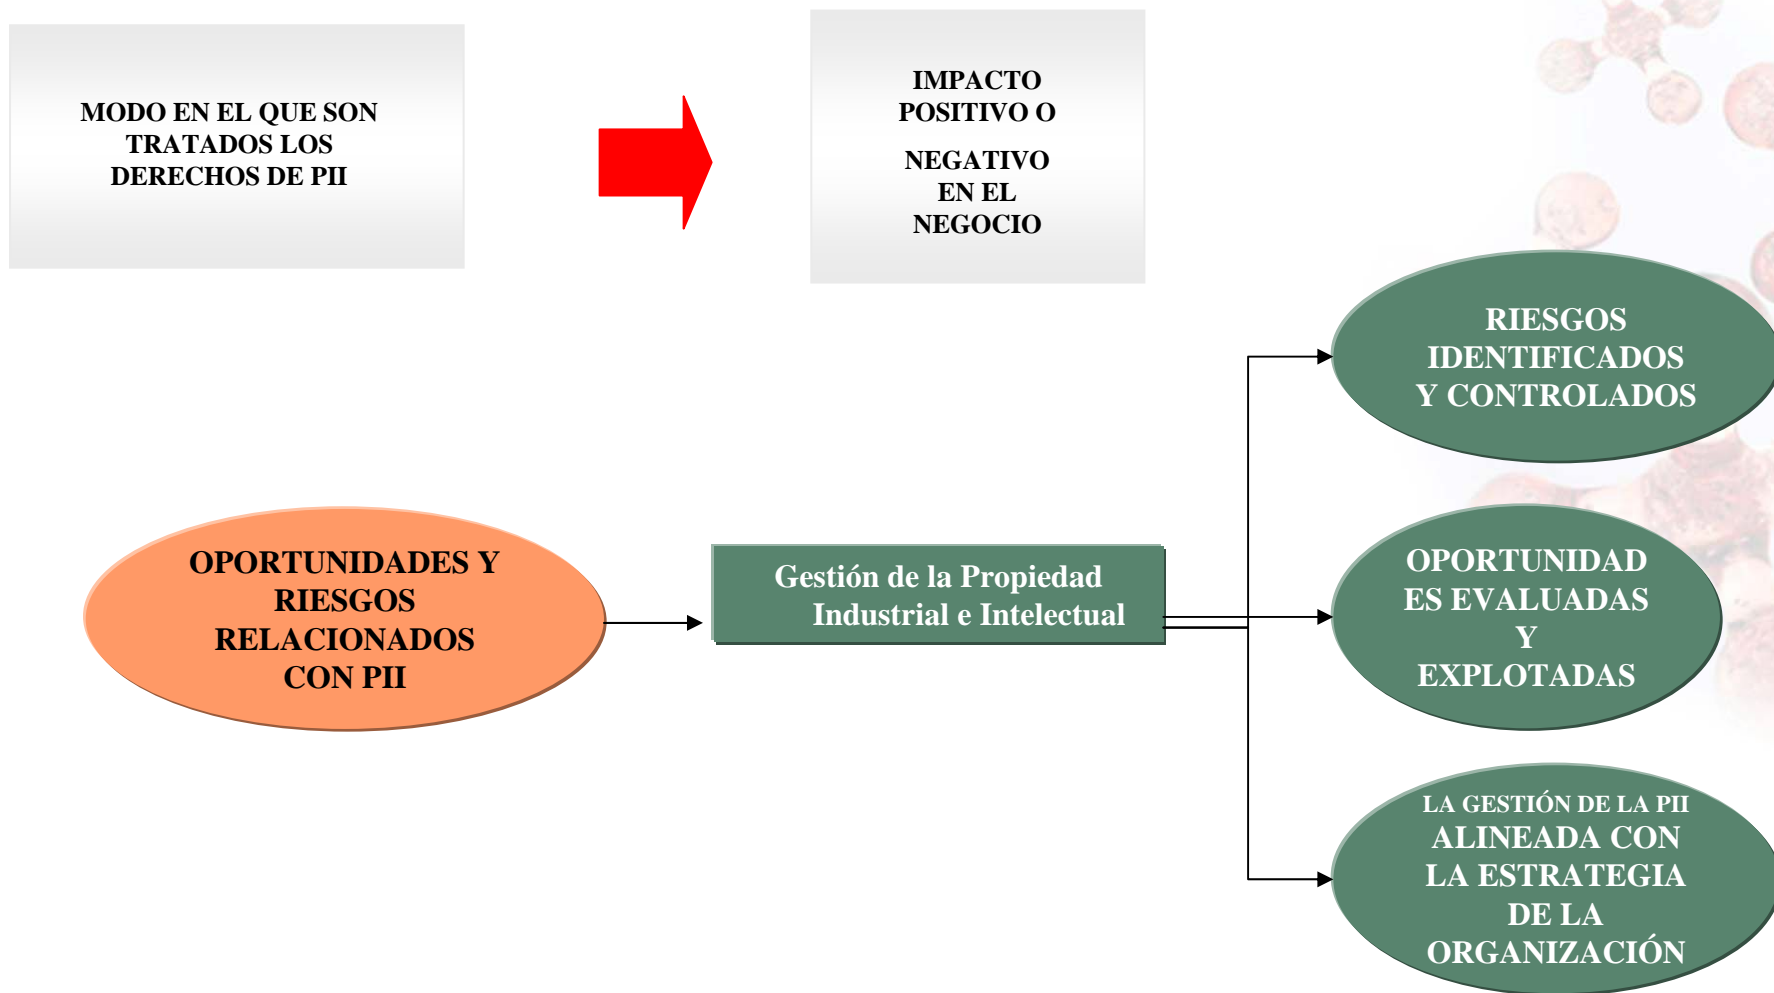 MODO EN EL QUE SON
TRATADOS LOS
DERECHOS DE PII
IMPACTO
POSITIVO O
NEGATIVO
EN EL
NEGOCIO
RIESGOS
IDENTIFICADOS
Y CONTROLADOS
OPORTUNIDADES Y
RIESGOS
RELACIONADOS
CON PII
Gestión de la Propiedad
Industrial e Intelectual
OPORTUNIDAD
ES EVALUADAS
Y
EXPLOTADAS
LA GESTIÓN DE LA PII
ALINEADA CON
LA ESTRATEGIA
DE LA
ORGANIZACIÓN